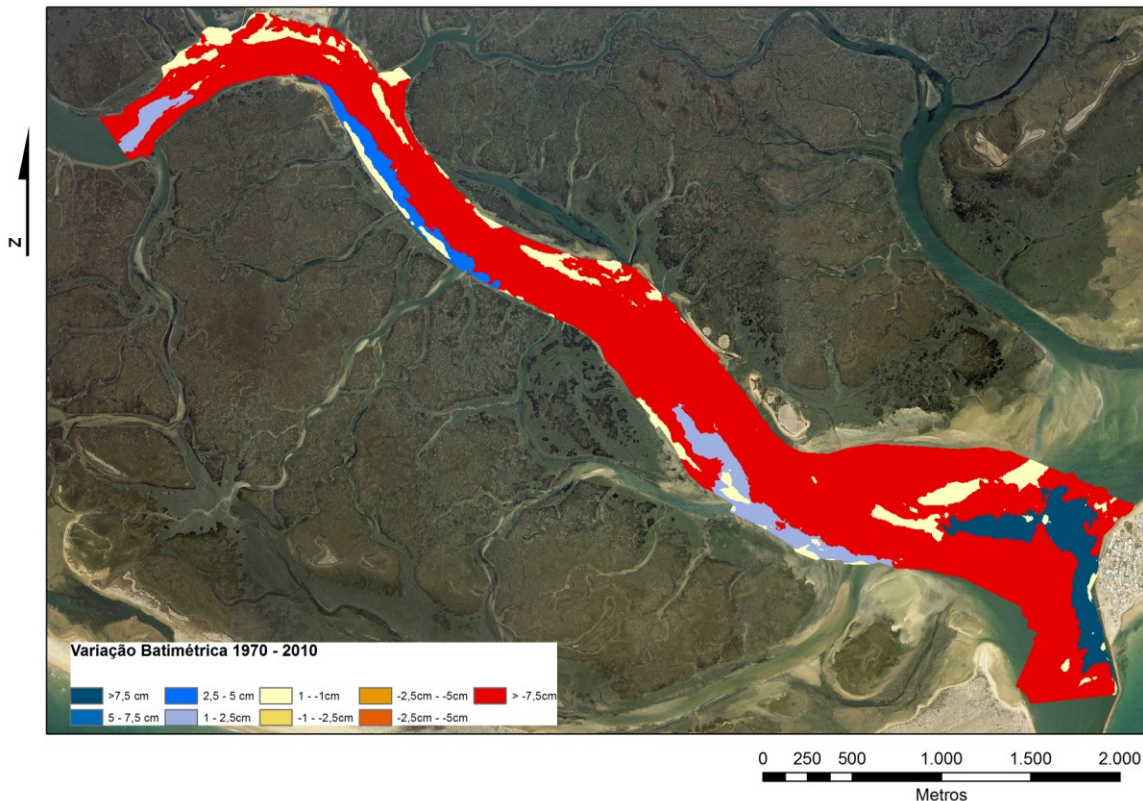 Z
Variação Batimétrica 1970 - 2010
>7,5 cm
2,5 - 5 cm
1 - -1cm
-2,5cm - -5cm
> -7,5cm
5 - 7,5 cm
1 - 2,5cm
-1 - -2,5cm
-2,5cm - -5cm
0 250 500 1.000 1.500 2.000
Metros